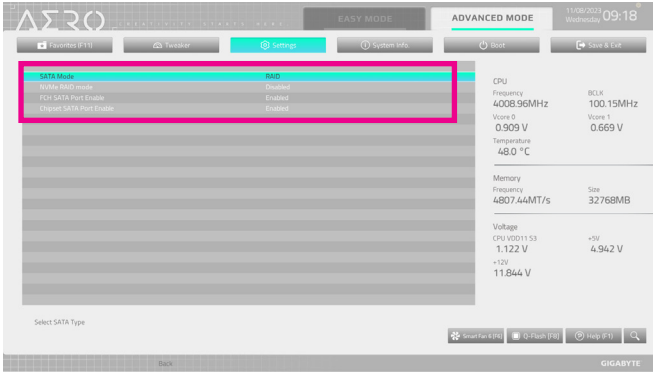 AERO
EASY MODE
ADVANCED MODE
11/08/2023
Wednesday 09:18
Favorites (F11)
Tweaker
Settings
System Info.
Boot
Save & Exit
SATA Mode RAID
NVMe RAID mode Disabled
FCH SATA Port Enable Enabled
Chipset SATA Port Enable Enabled
CPU
Frequency BCLK
4008.96MHz 100.15MHz
Vcore 0 Vcore 1
0.909 V 0.669 V
Temperature
48.0 °C
Memory
Frequency Size
4807.44MT/s 32768MB
Voltage
CPU VDD11 S3 +5V
1.122 V 4.942 V
+12V
11.844 V
Select SATA Type
Smart Fan 6 [F6]
Q-Flash [F8]
Help (F1)
Back
GIGABYTE